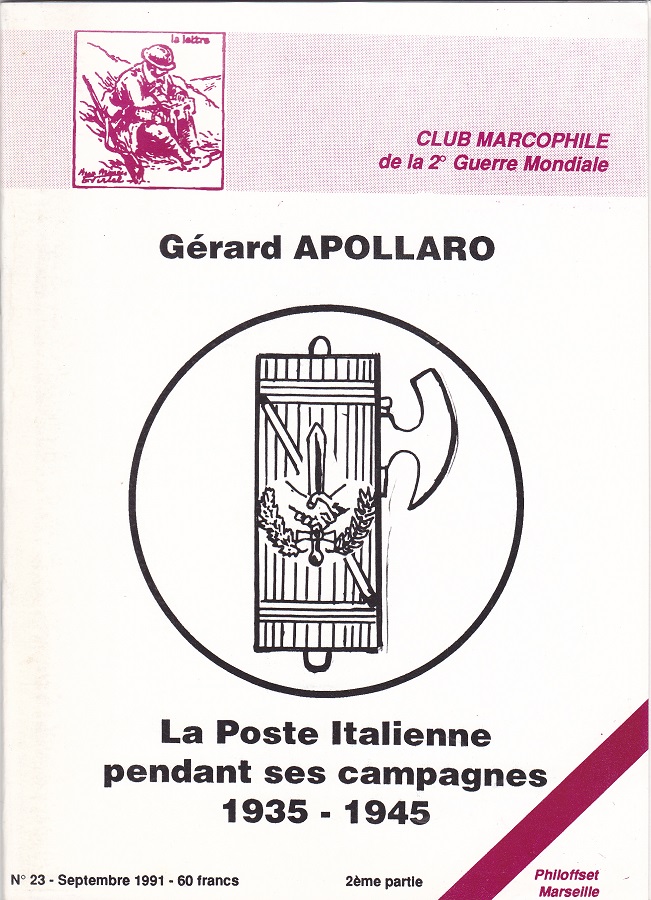 la lettre
CLUB MARCOPHILE
de la 2° Guerre Mondiale
Gérard APOLLARO
La Poste Italienne
pendant ses campagnes
1935 - 1945
N° 23 - Septembre 1991 - 60 francs
2ème partie
Philoffset
Marseille